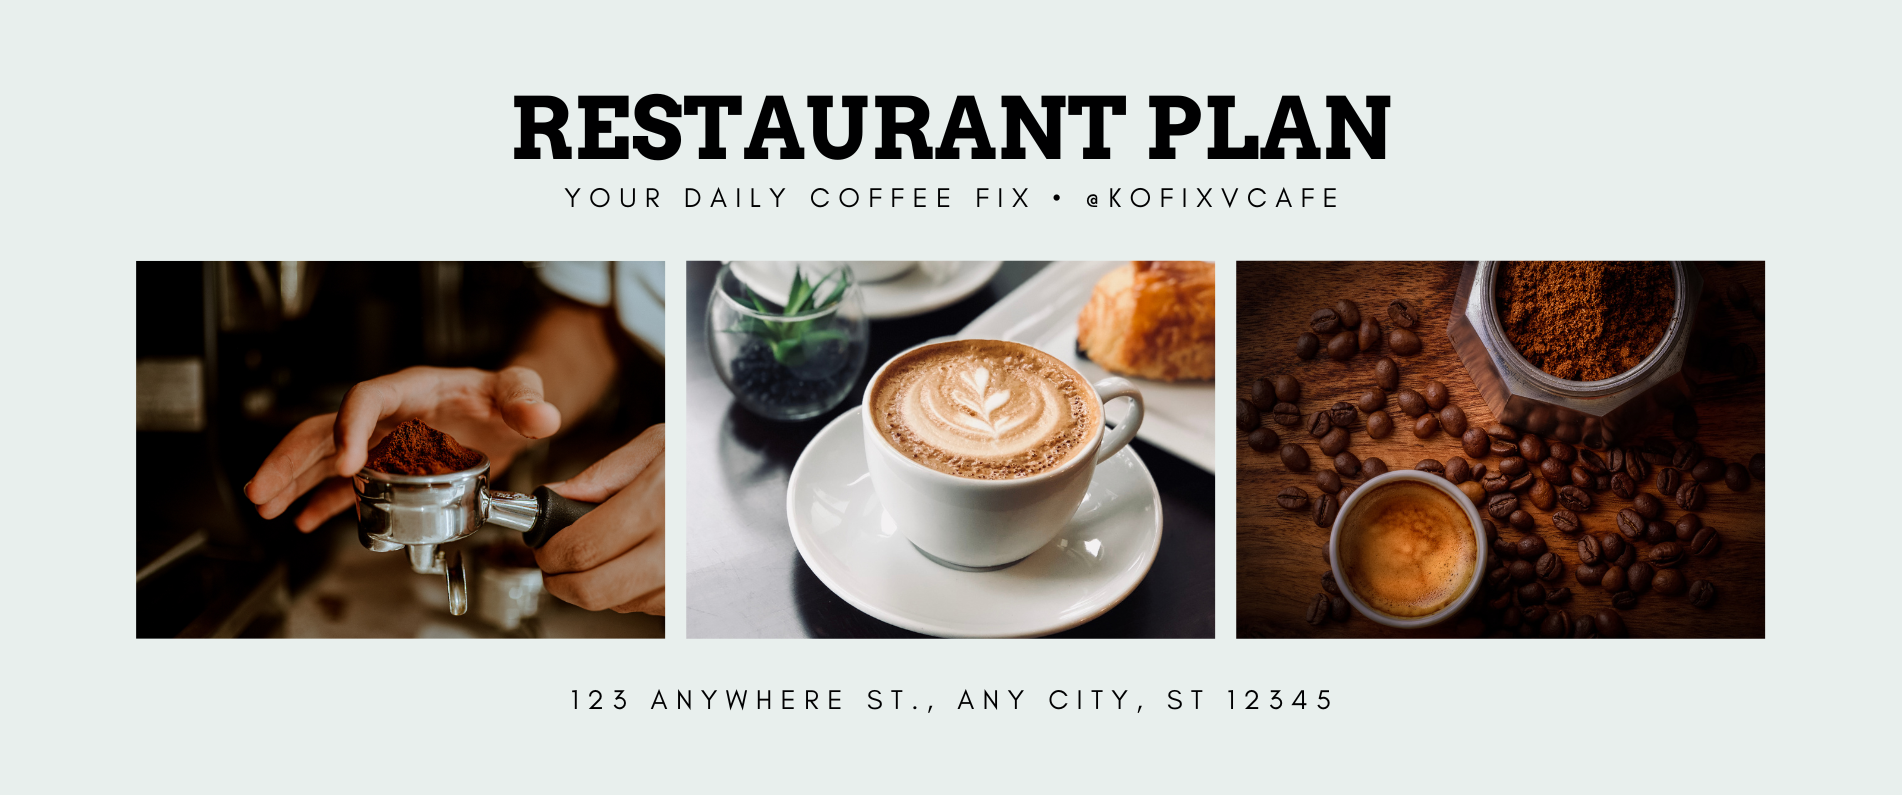 RESTAURANT PLAN
YOUR DAILY COFFEE FIX • @KOFIXVCAFE
123 ANYWHERE ST., ANY CITY, ST 12345